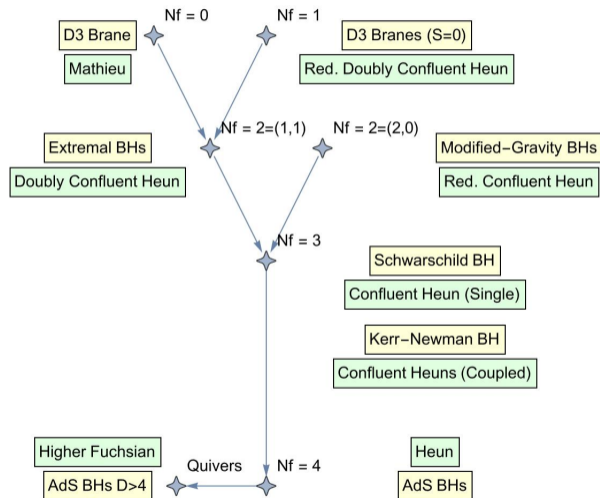 Nf = 0
Nf = 1
D3 Brane
D3 Branes (S=0)
Mathieu
Red. Doubly Confluent Heun
Nf = 2=(1,1)
Nf = 2=(2,0)
Extremal BHs
Modified-Gravity BHs
Doubly Confluent Heun
Red. Confluent Heun
Nf = 3
Schwarschild BH
Confluent Heun (Single)
Kerr-Newman BH
Confluent Heuns (Coupled)
Higher Fuchsian
Quivers
Nf = 4
Heun
AdS BHs D>4
AdS BHs